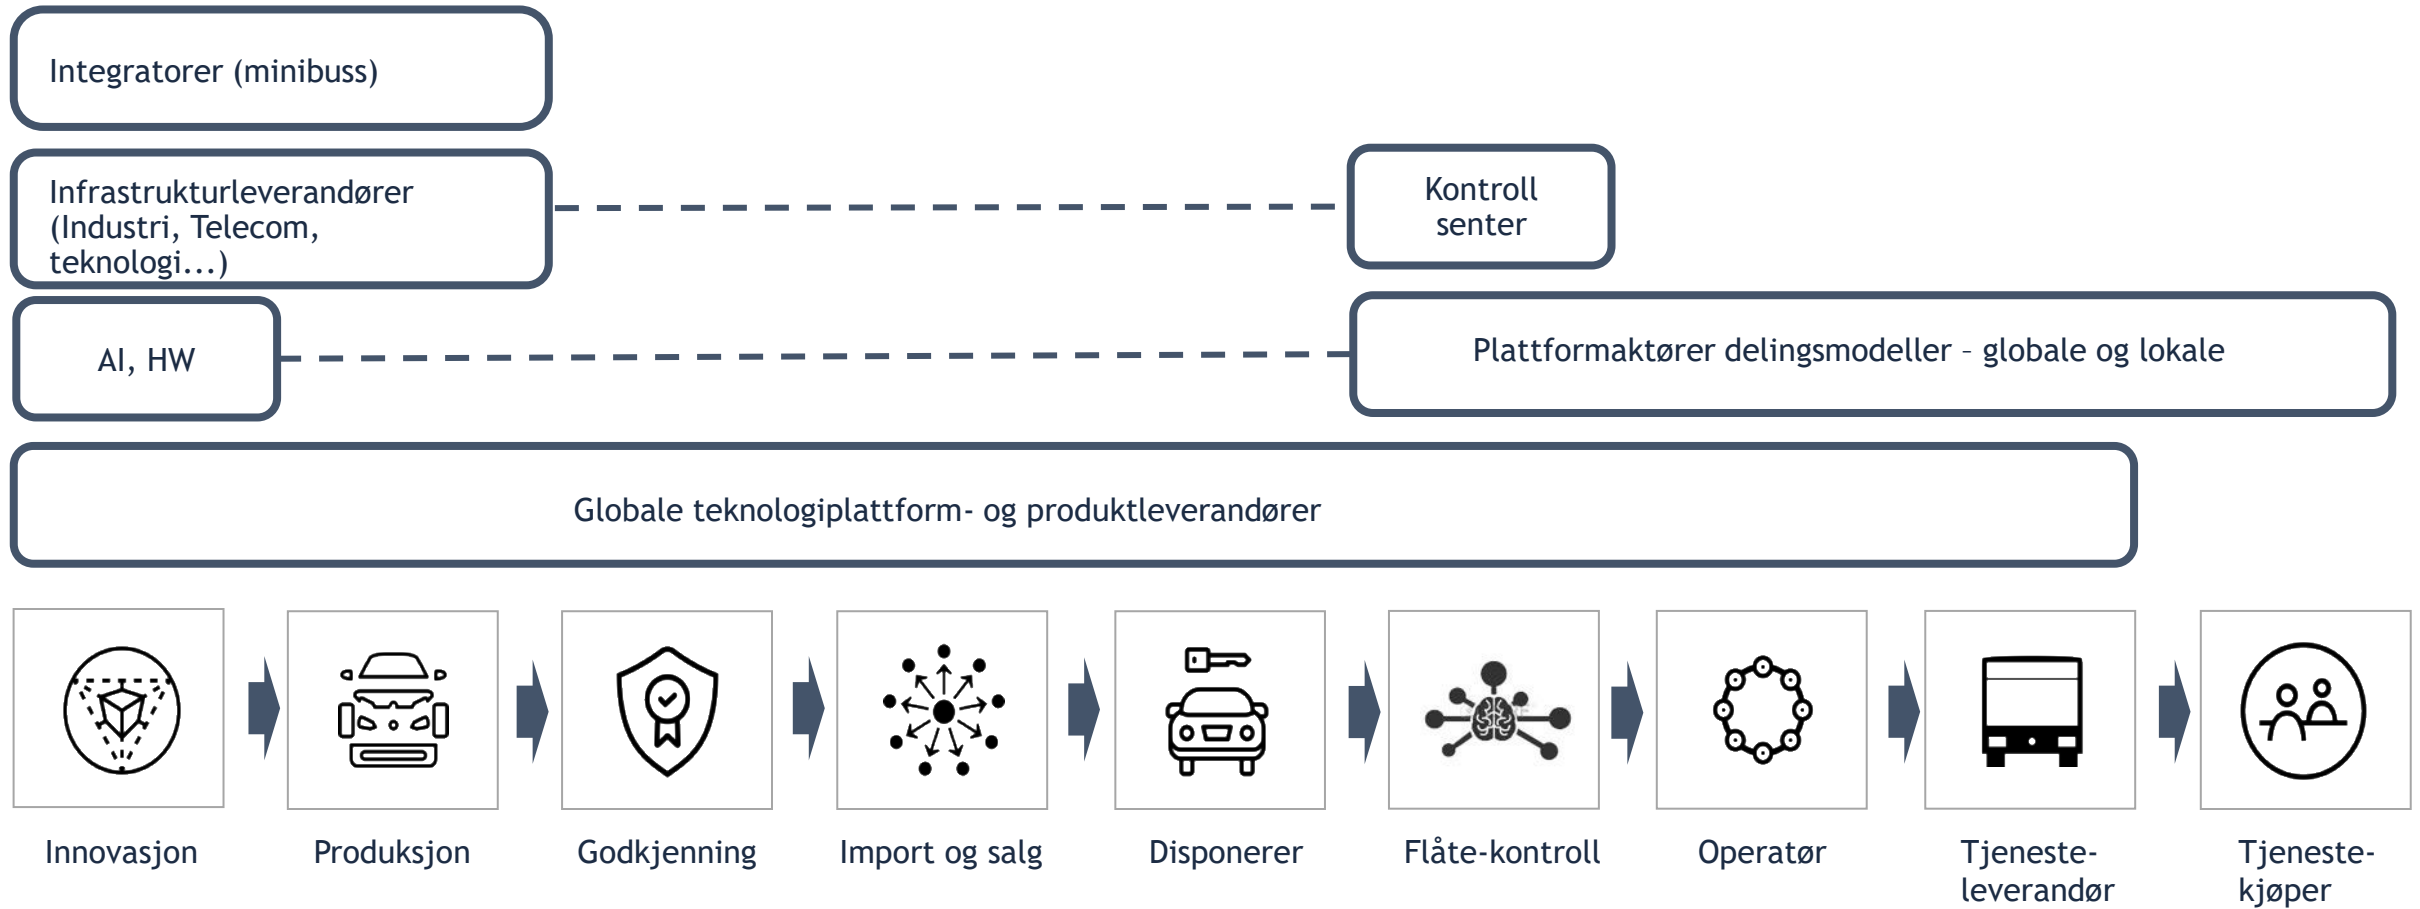 Integratorer (minibuss)
Infrastrukturleverandører
(Industri, Telecom,
teknologi...)
Kontroll
senter
AI, HW
Plattformaktører delingsmodeller – globale og lokale
Globale teknologiplattform- og produktleverandører
Innovasjon
Produksjon
Godkjenning
Import og salg
Disponerer
Flåte-kontroll
Operatør
Tjeneste-
leverandør
Tjeneste-
kjøper